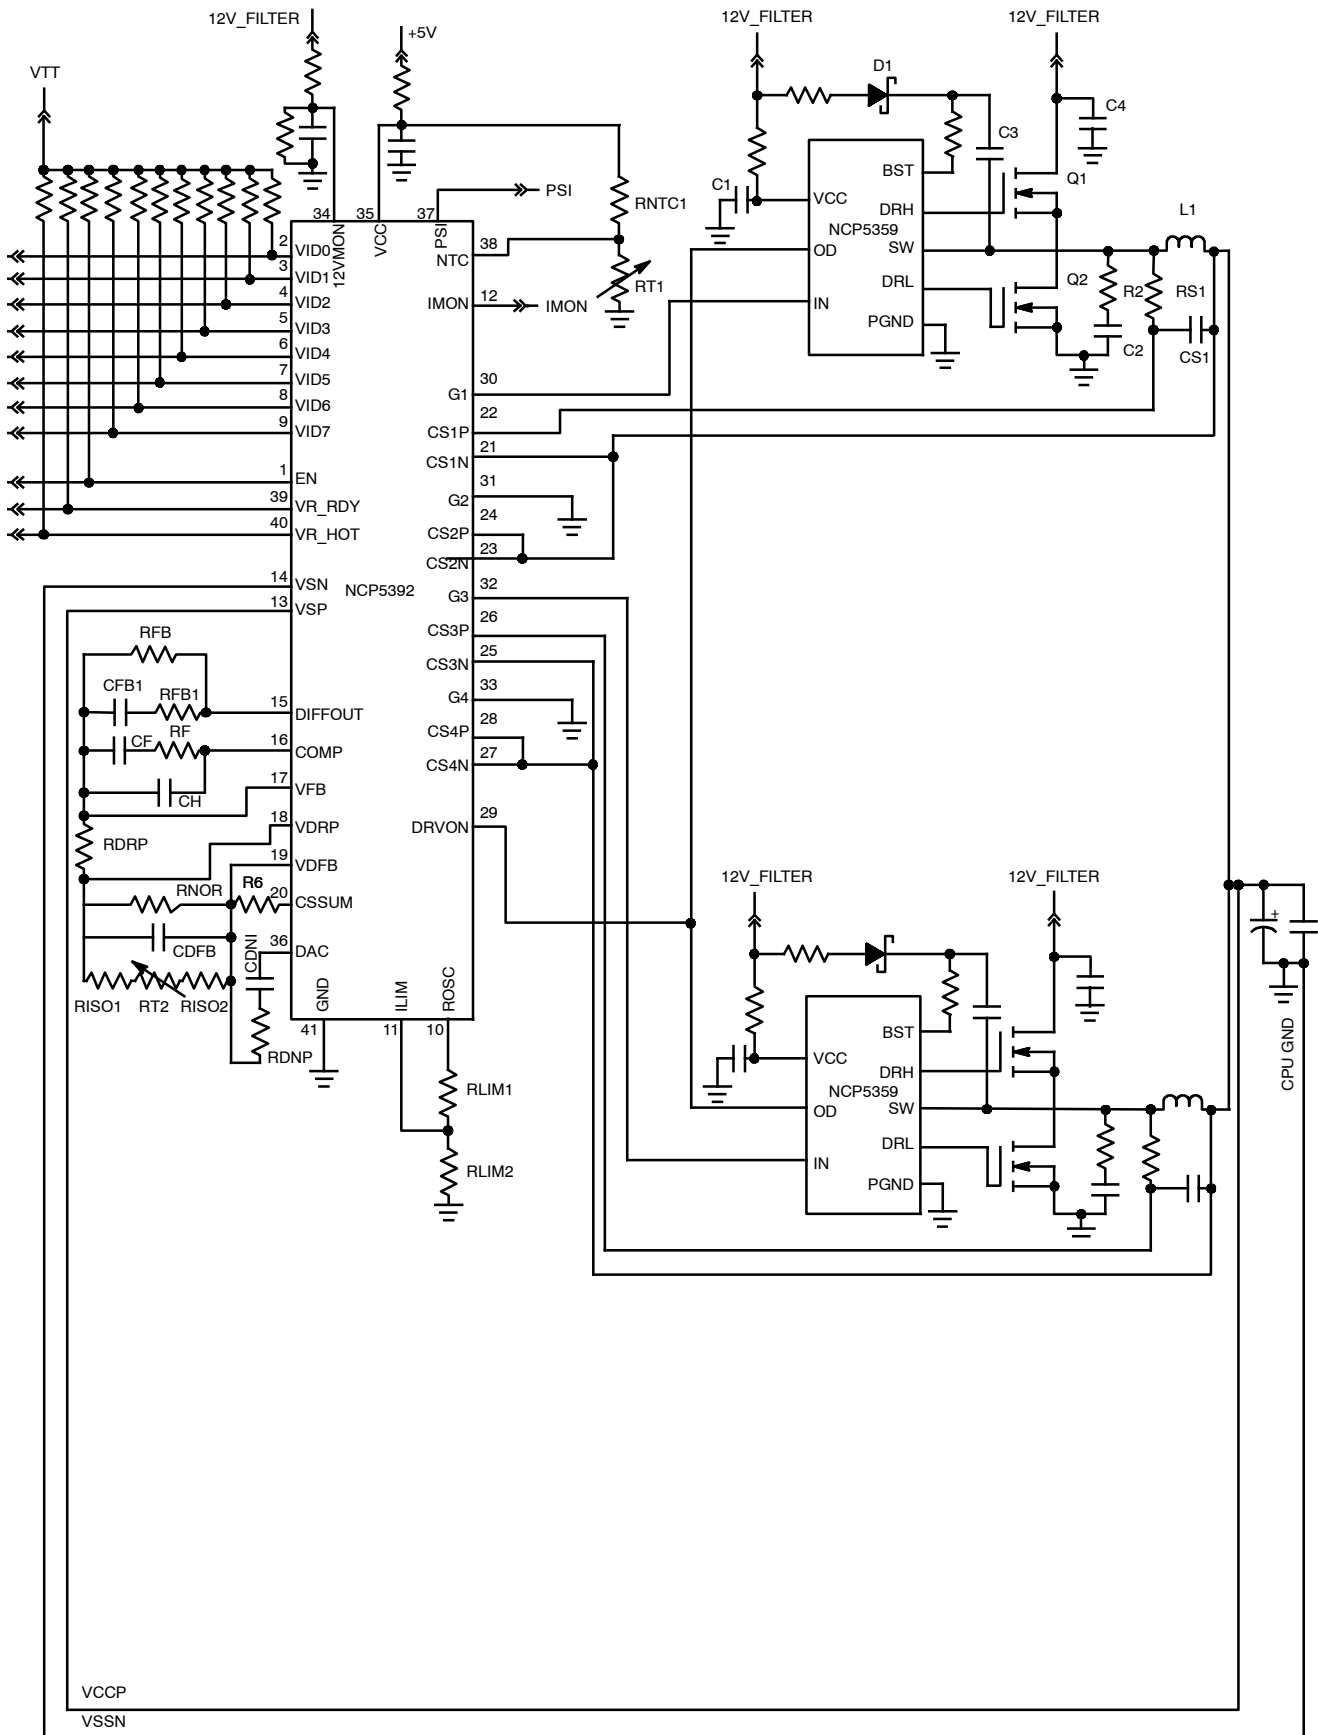 12V_FILTER
+5V
VTT
12V_FILTER
12V_FILTER
D1
C4
C3
BST
Q1
C1
VCC
DRH
NCP5359
SW
OD
L1
DRL
Q2
R2
RS1
IN
PGND
C2
CS1
34
35
37
12VMON
VCC
PSI
PSI
RNTC1
38
NTC
RT1
12
IMON
IMON
2
VID0
3
VID1
4
VID2
5
VID3
6
VID4
7
VID5
8
VID6
9
VID7
1
EN
39
VR_RDY
40
VR_HOT
30
G1
22
CS1P
21
CS1N
31
G2
24
CS2P
23
CS2N
14
VSN
NCP5392
13
VSP
32
G3
26
CS3P
25
CS3N
33
G4
28
CS4P
27
CS4N
29
DRVON
RFB
CFB1
RFB1
15
DIFFOUT
CF
RF
16
COMP
CH
17
VFB
18
VDRP
RDRP
19
VDFB
RNOR
R6
20
CSSUM
CDFB
CDNI
36
DAC
RISO1
RT2
RISO2
RDNP
GND
ILIM
ROSC
41
11
10
RLIM1
RLIM2
12V_FILTER
12V_FILTER
+
BST
VCC
DRH
NCP5359
SW
OD
DRL
IN
PGND
CPU GND
VCCP
VSSN